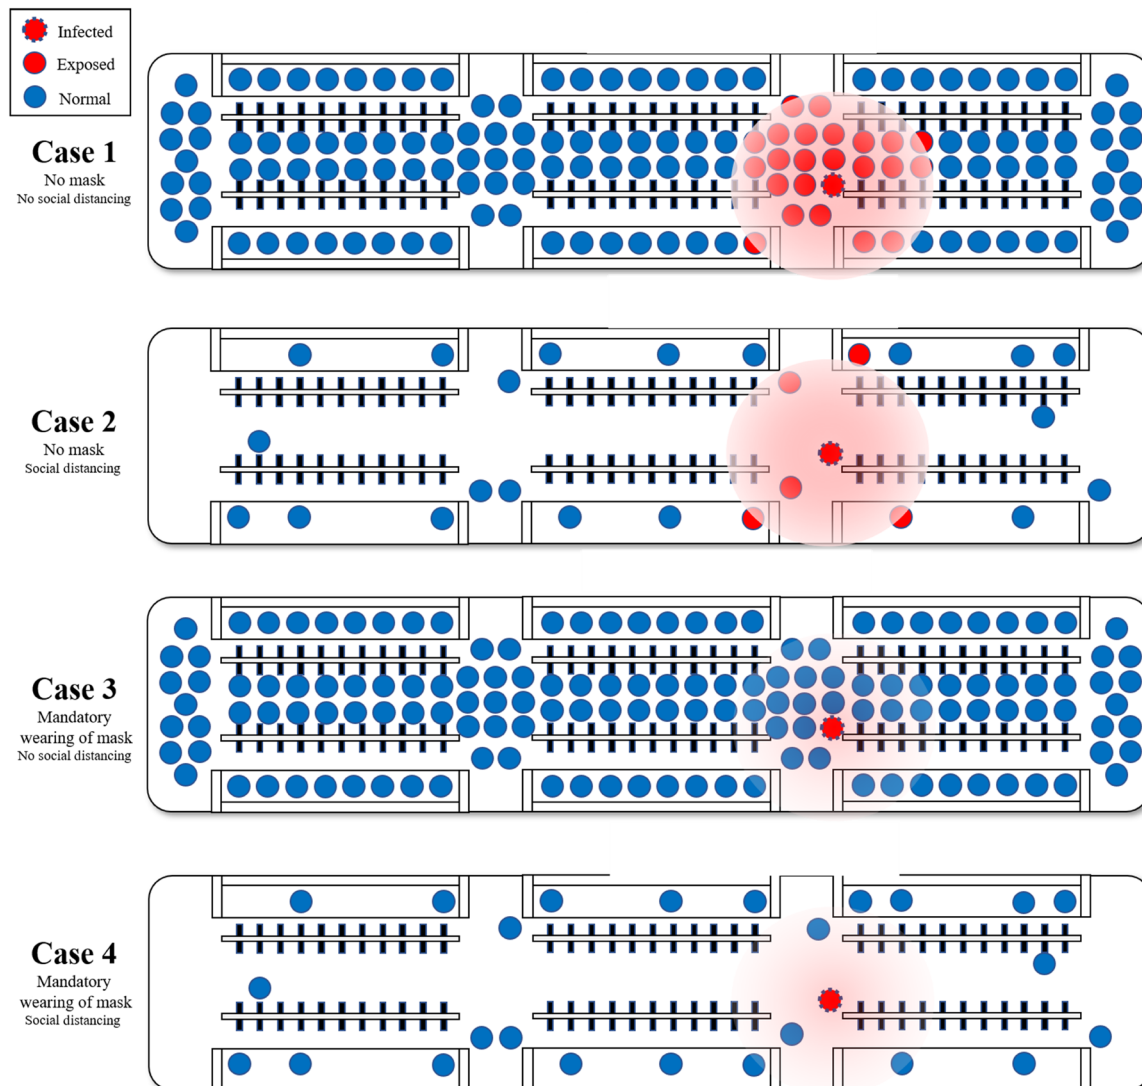 Infected
Exposed
Normal
Case 1
No mask
No social distancing
Case 2
No mask
Social distancing
Case 3
Mandatory
wearing of mask
No social distancing
Case 4
Mandatory
wearing of mask
Social distancing